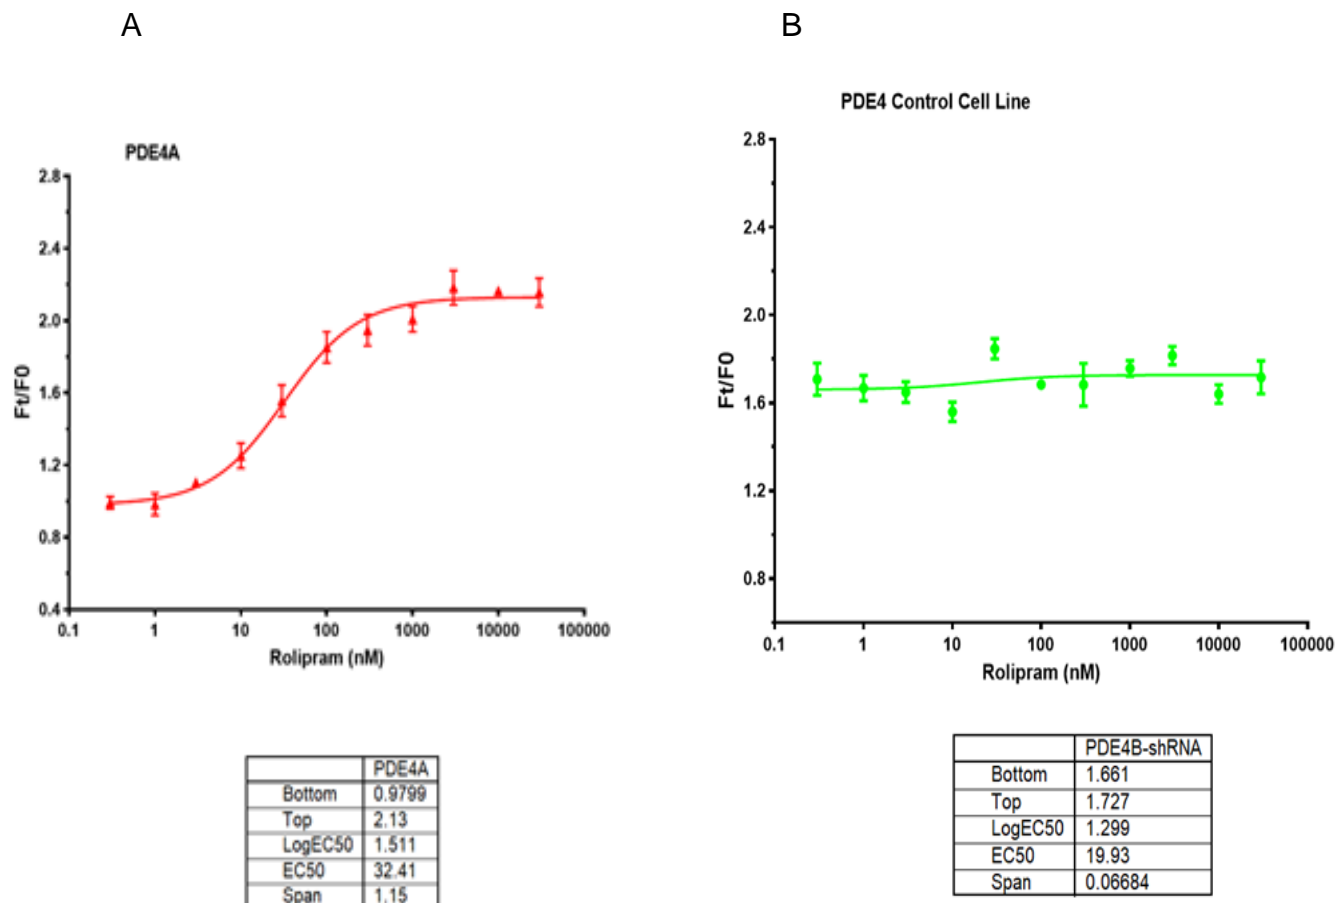 A
B
PDE4A
2.8
2.4
2.0
1.6
1.2
0.8
0.4
Ft/F0
0.1 1 10 100 1000 10000 100000
Rolipram (nM)
PDE4 Control Cell Line
2.8
2.4
2.0
1.6
1.2
0.8
Ft/F0
0.1 1 10 100 1000 10000 100000
Rolipram (nM)
PDE4A
Bottom 0.9799
Top 2.13
LogEC50 1.511
EC50 32.41
Span 1.15
PDE4B-shRNA
Bottom 1.661
Top 1.727
LogEC50 1.299
EC50 19.93
Span 0.06684